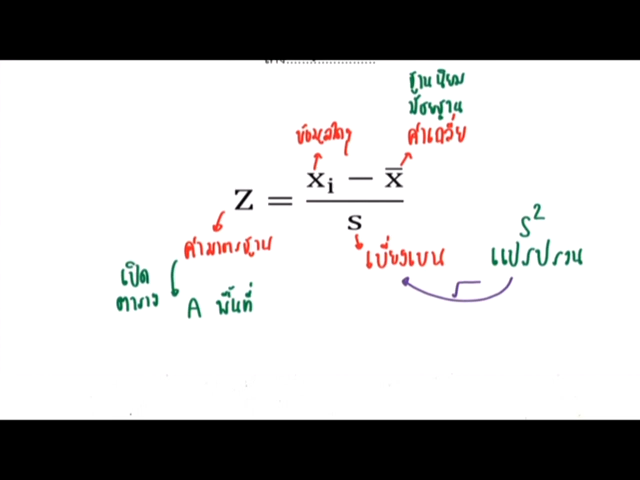 ฐานนิยม
มัธยฐาน
ข้อมูลใดๆ
ค่าเฉลี่ย
Z = (xᵢ − x̄) / s
ค่ามาตรฐาน
เบี่ยงเบน
s²
แปรปรวน
√
เปิด
ตาราง
A พื้นที่